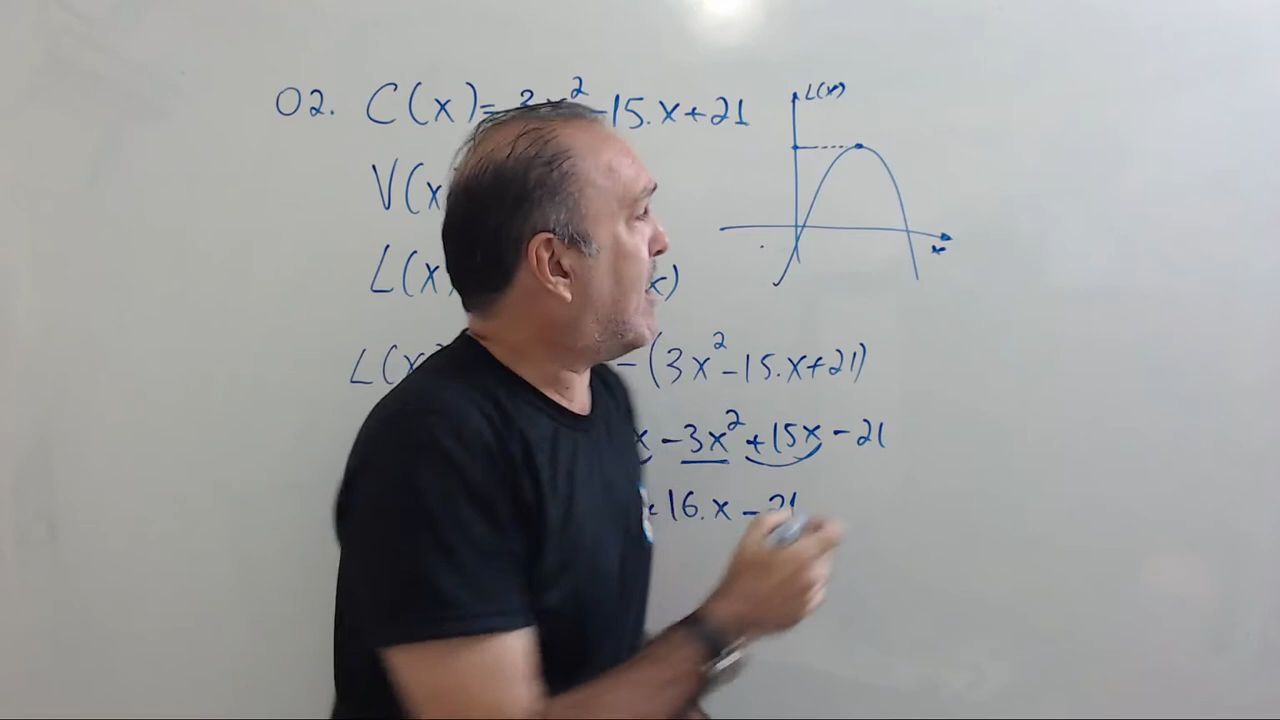 02. C(x)=3x²-15.x+21
L(x)
V(x
L(x x)
x
L(x -(3x²-15.x+21)
x -3x²+15x-21
+16.x-21